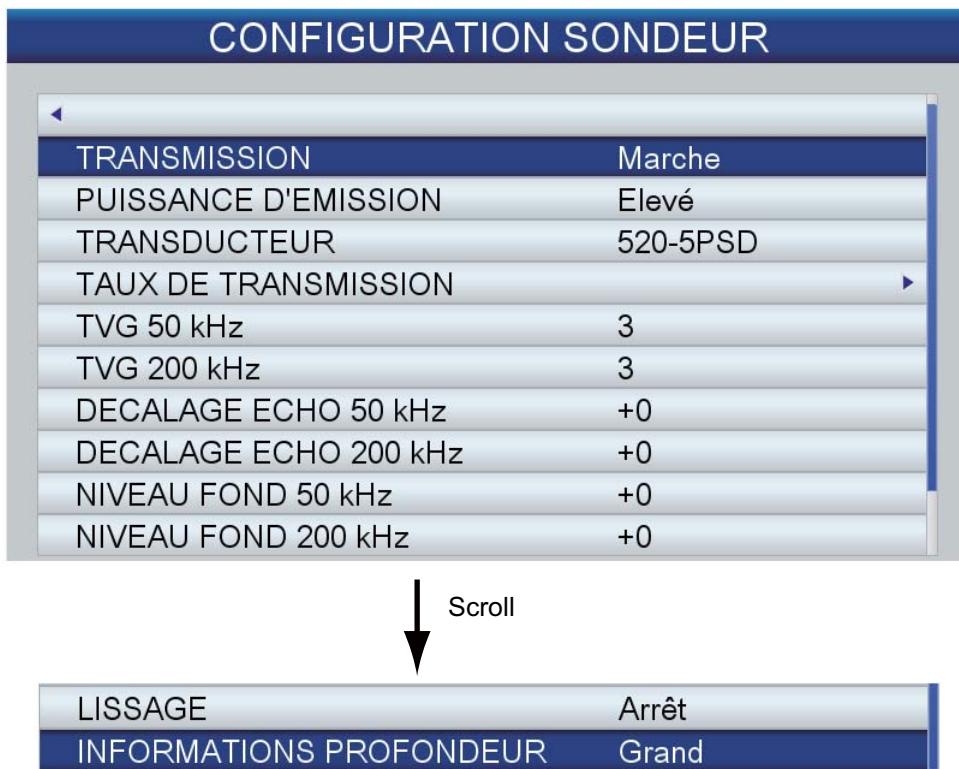 CONFIGURATION SONDEUR
TRANSMISSION Marche
PUISSANCE D'EMISSION Elevé
TRANSDUCTEUR 520-5PSD
TAUX DE TRANSMISSION
TVG 50 kHz 3
TVG 200 kHz 3
DECALAGE ECHO 50 kHz +0
DECALAGE ECHO 200 kHz +0
NIVEAU FOND 50 kHz +0
NIVEAU FOND 200 kHz +0
Scroll
LISSAGE Arrêt
INFORMATIONS PROFONDEUR Grand